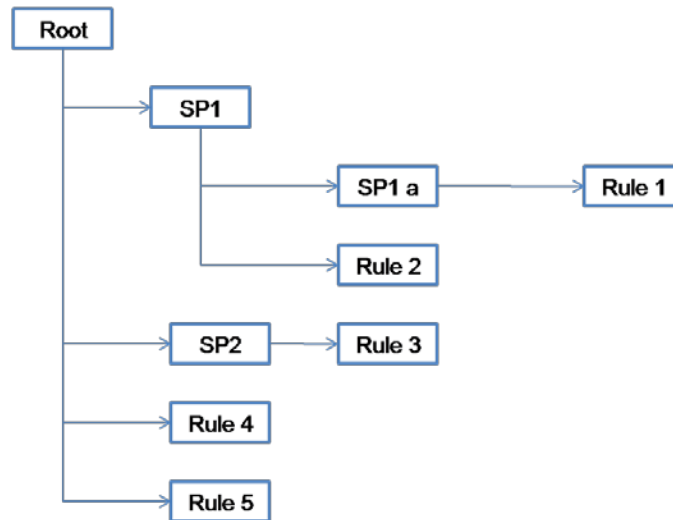 Root
SP1
SP1 a
Rule 1
Rule 2
SP2
Rule 3
Rule 4
Rule 5